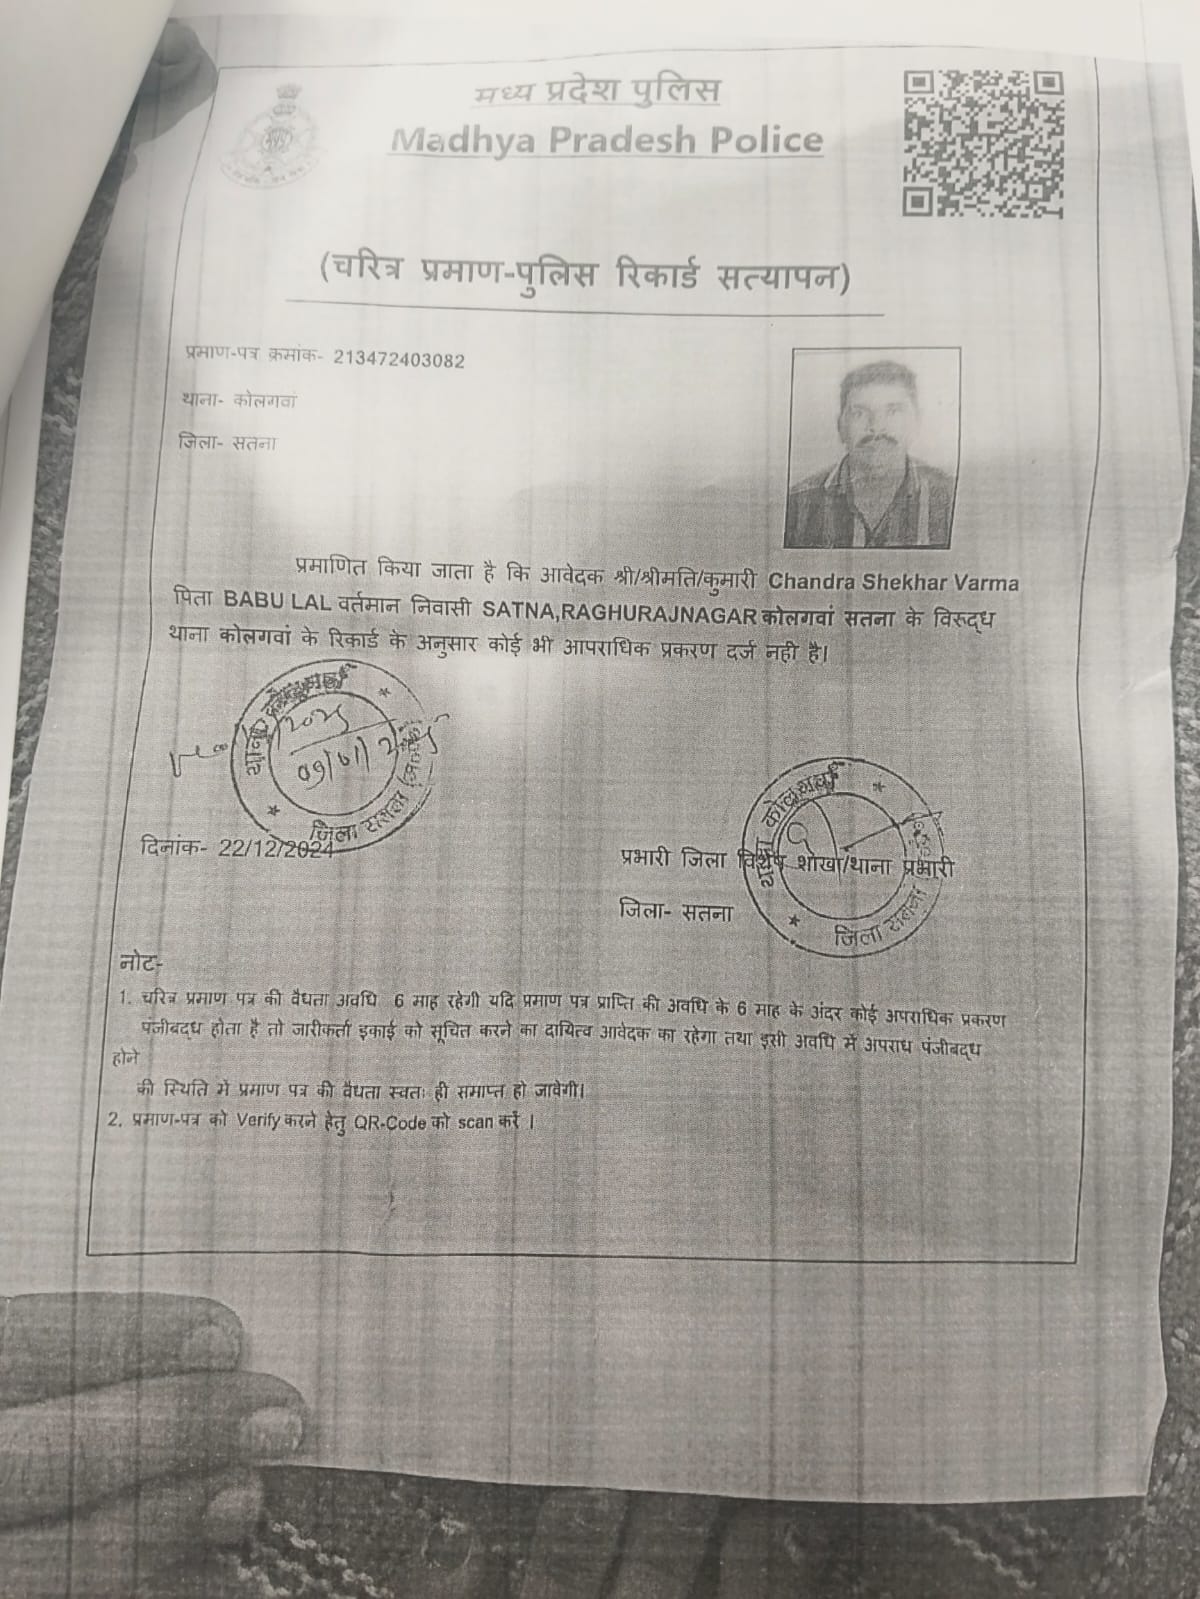 मध्य प्रदेश पुलिस
Madhya Pradesh Police
(चरित्र प्रमाण-पुलिस रिकार्ड सत्यापन)
प्रमाण-पत्र क्रमांक- 213472403082
थाना- कोलगवां
जिला- सतना
प्रमाणित किया जाता है कि आवेदक श्री/श्रीमति/कुमारी Chandra Shekhar Varma
पिता BABU LAL वर्तमान निवासी SATNA,RAGHURAJNAGAR कोलगवां सतना के विरूद्ध
थाना कोलगवां के रिकार्ड के अनुसार कोई भी आपराधिक प्रकरण दर्ज नही है।
थाना कोलगवां
09/01/2025
जिला सतना
दिनांक- 22/12/2024
थाना कोलगवां
प्रभारी जिला विशेष शाखा/थाना प्रभारी
जिला- सतना
जिला सतना
नोट-
1. चरित्र प्रमाण पत्र की वैधता अवधि 6 माह रहेगी यदि प्रमाण पत्र प्राप्ति की अवधि के 6 माह के अंदर कोई अपराधिक प्रकरण
पंजीबद्ध होता है तो जारीकर्ता इकाई को सूचित करने का दायित्व आवेदक का रहेगा तथा इसी अवधि में अपराध पंजीबद्ध
होने
की स्थिति में प्रमाण पत्र की वैधता स्वतः ही समाप्त हो जावेगी।
2. प्रमाण-पत्र को Verify करने हेतु QR-Code को scan करें ।